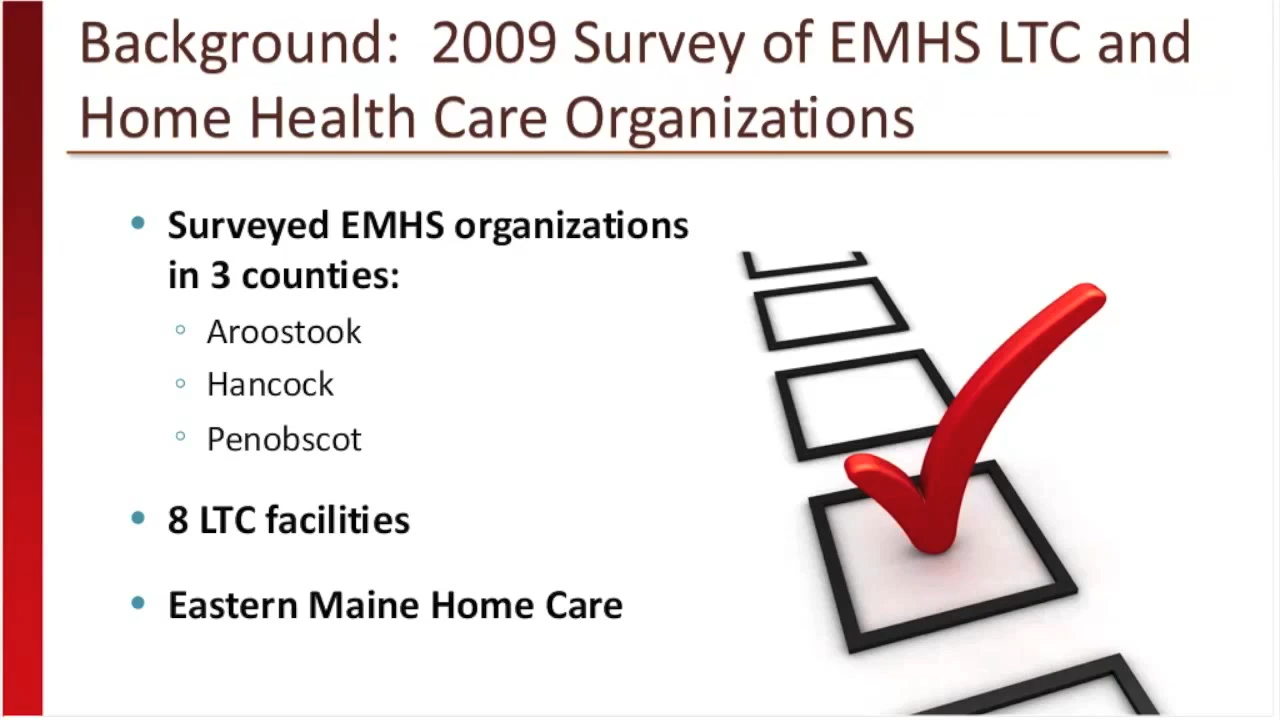 Background: 2009 Survey of EMHS LTC and
Home Health Care Organizations
• Surveyed EMHS organizations
in 3 counties:
◦ Aroostook
◦ Hancock
◦ Penobscot
• 8 LTC facilities
• Eastern Maine Home Care